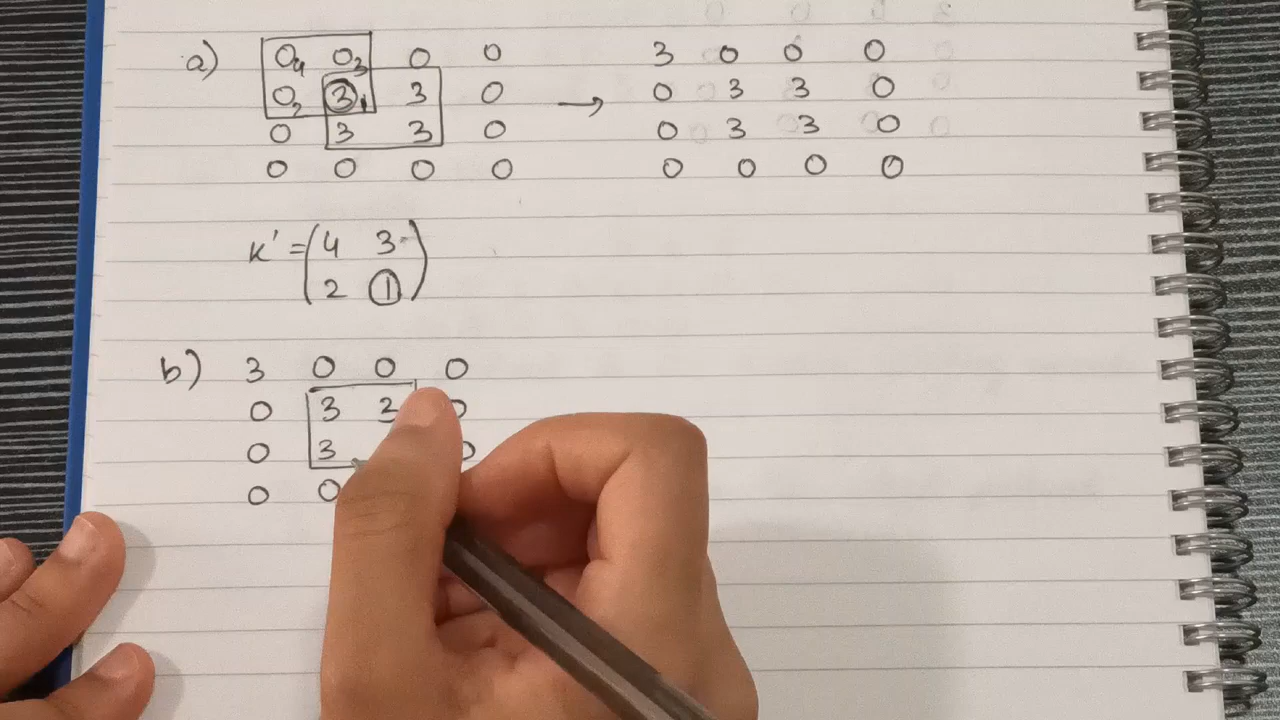 a) 0₄ 0₃ 0 0 → 3 0 0 0
0₂ 3₁ 3 0 0 3 3 0
0 3 3 0 0 3 3 0
0 0 0 0 0 0 0 0
K' = (4 3
2 1)
b) 3 0 0 0
0 3 3 0
0 3 0
0 0